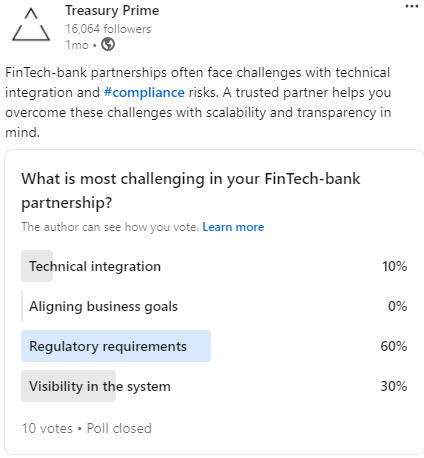 Treasury Prime
16,064 followers
1mo •
FinTech-bank partnerships often face challenges with technical
integration and #compliance risks. A trusted partner helps you
overcome these challenges with scalability and transparency in
mind.
What is most challenging in your FinTech-bank
partnership?
The author can see how you vote. Learn more
Technical integration 10%
Aligning business goals 0%
Regulatory requirements 60%
Visibility in the system 30%
10 votes • Poll closed